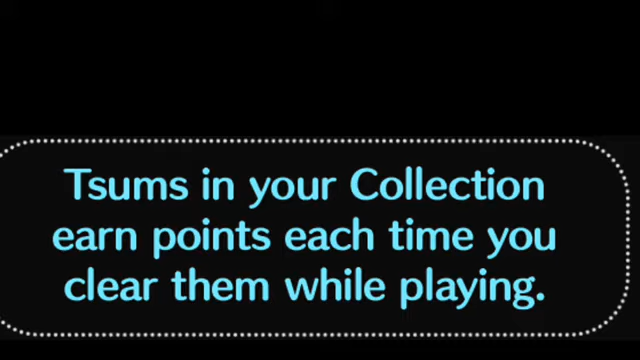 Tsums in your Collection
earn points each time you
clear them while playing.